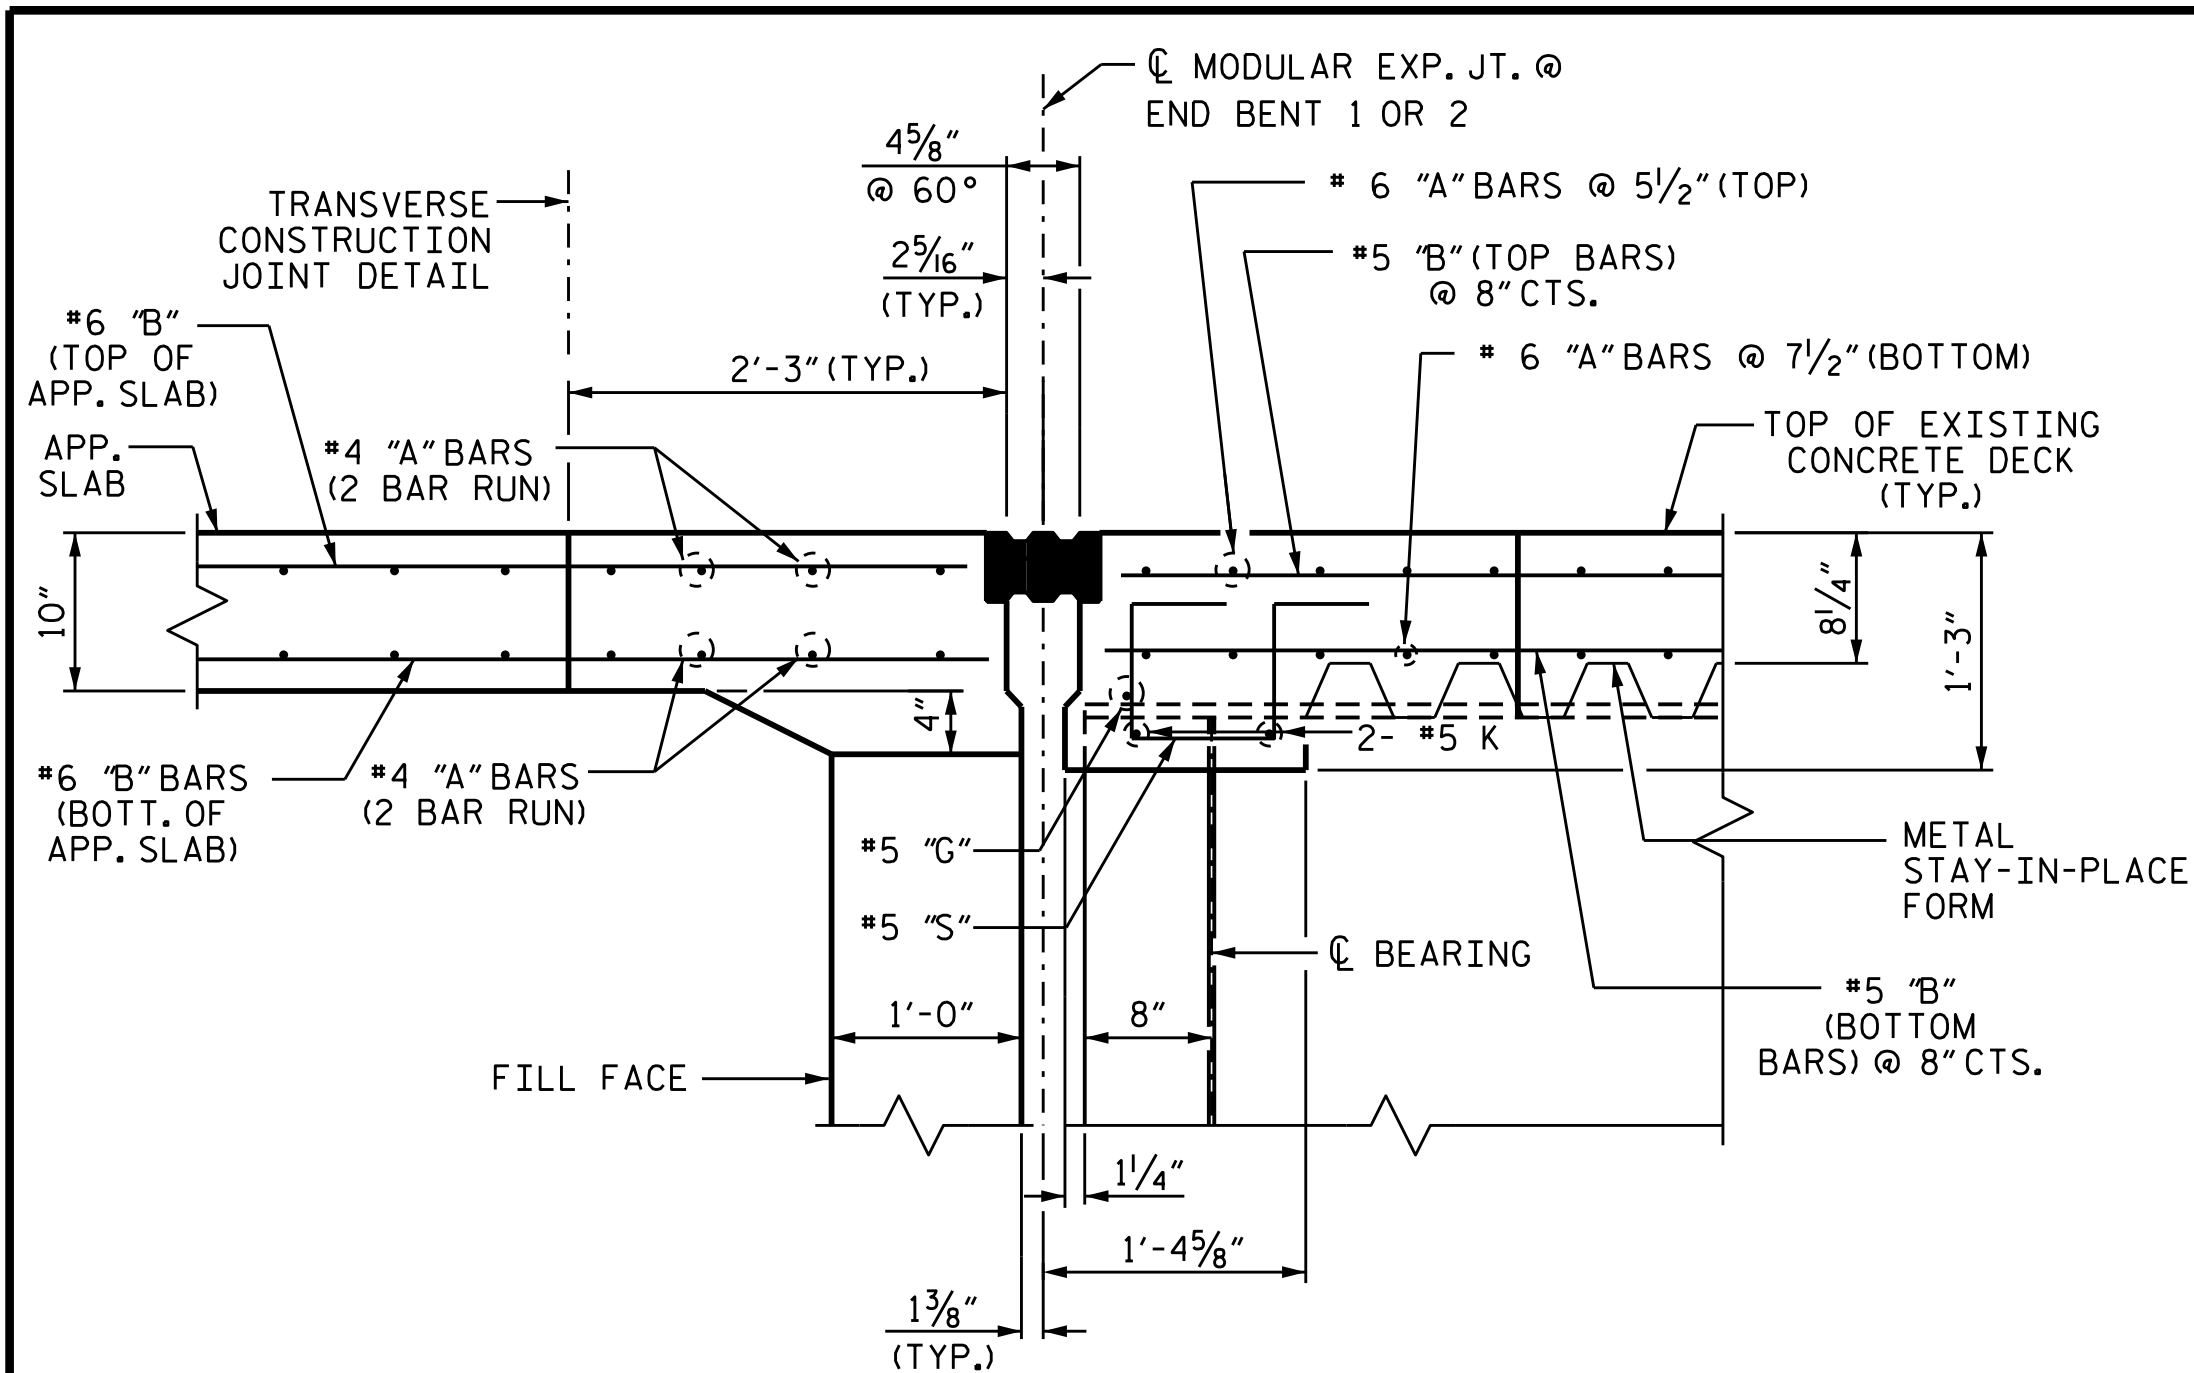 ℄ MODULAR EXP. JT. @
END BENT 1 OR 2
4⅝"
@ 60°
2 5/16"
(TYP.)
TRANSVERSE
CONSTRUCTION
JOINT DETAIL
# 6 "A" BARS @ 5½" (TOP)
#5 "B" (TOP BARS)
@ 8" CTS.
#6 "B"
(TOP OF
APP. SLAB)
2'-3" (TYP.)
# 6 "A" BARS @ 7½" (BOTTOM)
APP.
SLAB
#4 "A" BARS
(2 BAR RUN)
TOP OF EXISTING
CONCRETE DECK
(TYP.)
10"
8¼"
1'-3"
4"
2- #5 K
#6 "B" BARS
(BOTT. OF
APP. SLAB)
#4 "A" BARS
(2 BAR RUN)
#5 "G"
#5 "S"
METAL
STAY-IN-PLACE
FORM
℄ BEARING
#5 "B"
(BOTTOM
BARS) @ 8" CTS.
1'-0"
8"
FILL FACE
1¼"
1'-4⅝"
1⅜"
(TYP.)